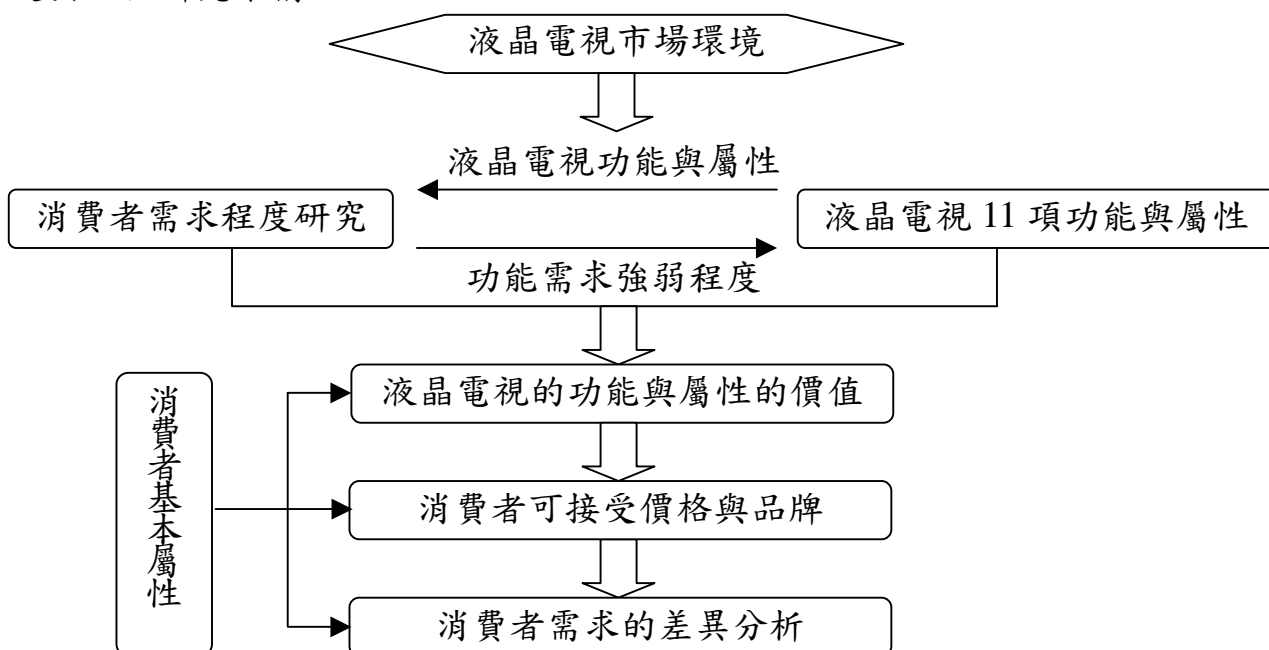 液晶電視市場環境
液晶電視功能與屬性
消費者需求程度研究
液晶電視 11 項功能與屬性
功能需求強弱程度
液晶電視的功能與屬性的價值
消費者基本屬性
消費者可接受價格與品牌
消費者需求的差異分析